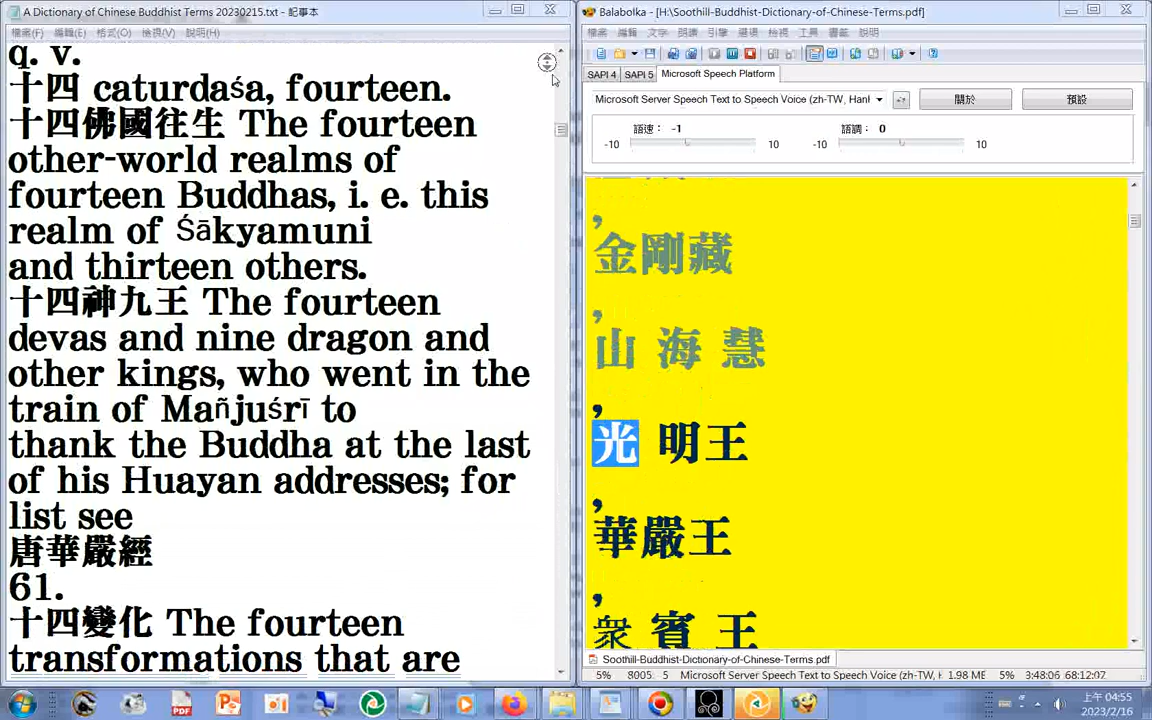 A Dictionary of Chinese Buddhist Terms 20230215.txt - 記事本
檔案(F) 編輯(E) 格式(O) 檢視(V) 說明(H)
q. v.
十四 caturdaśa, fourteen.
十四佛國往生 The fourteen
other-world realms of
fourteen Buddhas, i. e. this
realm of Śākyamuni
and thirteen others.
十四神九王 The fourteen
devas and nine dragon and
other kings, who went in the
train of Mañjuśrī to
thank the Buddha at the last
of his Huayan addresses; for
list see
唐華嚴經
61.
十四變化 The fourteen
transformations that are
Balabolka - [H:\Soothill-Buddhist-Dictionary-of-Chinese-Terms.pdf]
檔案 編輯 文字 朗讀 引擎 選項 檢視 工具 書籤 說明
SAPI 4 SAPI 5 Microsoft Speech Platform
Microsoft Server Speech Text to Speech Voice (zh-TW, Han
關於 預設
語速： -1 語調： 0
-10 10 -10 10
,
金剛藏
,
山 海 慧
,
光 明王
,
華嚴王
,
衆 寶 王
Soothill-Buddhist-Dictionary-of-Chinese-Terms.pdf
5% 8005: 5 Microsoft Server Speech Text to Speech Voice (zh-TW, 1.98 ME 5% 3:48:06 68:12:07
PDF
上午 04:55
2023/2/16